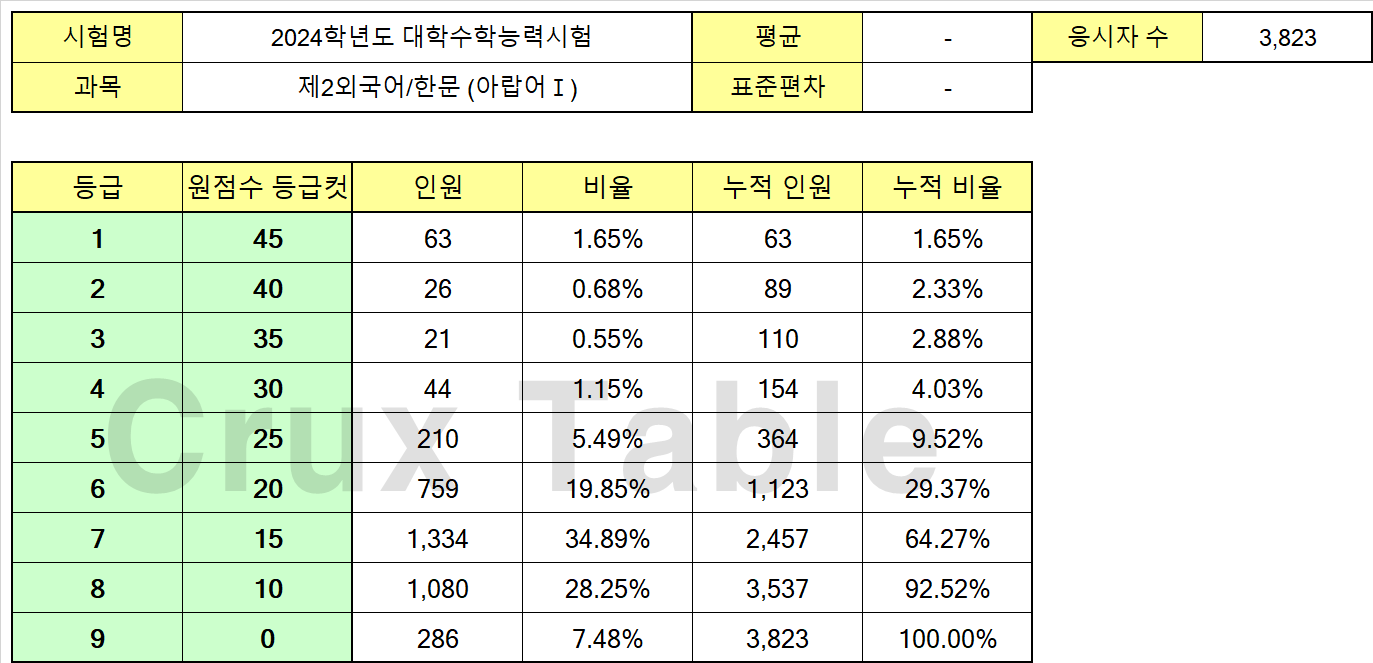 시험명 2024학년도 대학수학능력시험 평균 - 응시자 수 3,823
과목 제2외국어/한문 (아랍어Ⅰ) 표준편차 -
등급 원점수 등급컷 인원 비율 누적 인원 누적 비율
1 45 63 1.65% 63 1.65%
2 40 26 0.68% 89 2.33%
3 35 21 0.55% 110 2.88%
4 30 44 1.15% 154 4.03%
5 25 210 5.49% 364 9.52%
6 20 759 19.85% 1,123 29.37%
7 15 1,334 34.89% 2,457 64.27%
8 10 1,080 28.25% 3,537 92.52%
9 0 286 7.48% 3,823 100.00%
Crux Table